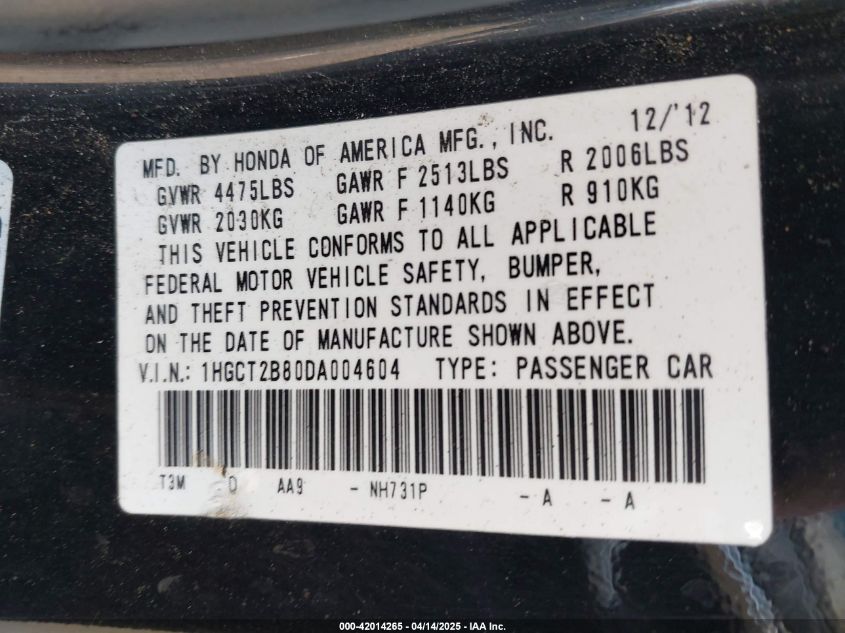 MFD. BY HONDA OF AMERICA MFG., INC. 12/'12
GVWR 4475LBS GAWR F 2513LBS R 2006LBS
GVWR 2030KG GAWR F 1140KG R 910KG
THIS VEHICLE CONFORMS TO ALL APPLICABLE
FEDERAL MOTOR VEHICLE SAFETY, BUMPER,
AND THEFT PREVENTION STANDARDS IN EFFECT
ON THE DATE OF MANUFACTURE SHOWN ABOVE.
V.I.N.: 1HGCT2B80DA004604 TYPE: PASSENGER CAR
T3M 0 AA9 - NH731P - A - A
000-42014265 - 04/14/2025 - IAA Inc.